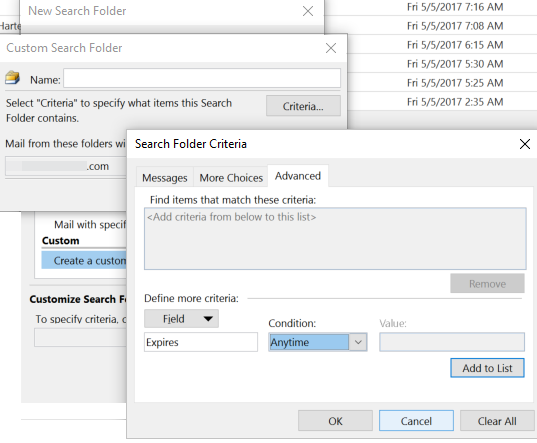 New Search Folder
Fri 5/5/2017 7:16 AM
Harte
Fri 5/5/2017 7:08 AM
Custom Search Folder
Fri 5/5/2017 6:15 AM
Fri 5/5/2017 5:30 AM
Name:
Fri 5/5/2017 5:25 AM
Fri 5/5/2017 2:35 AM
Select "Criteria" to specify what items this Search
Folder contains.
Criteria...
Mail from these folders wi
.com
Search Folder Criteria
Messages
More Choices
Advanced
Find items that match these criteria:
<Add criteria from below to this list>
Remove
Define more criteria:
Field
Condition:
Value:
Expires
Anytime
Add to List
OK
Cancel
Clear All
Mail with specif
Custom
Create a custom
Customize Search Fo
To specify criteria, c